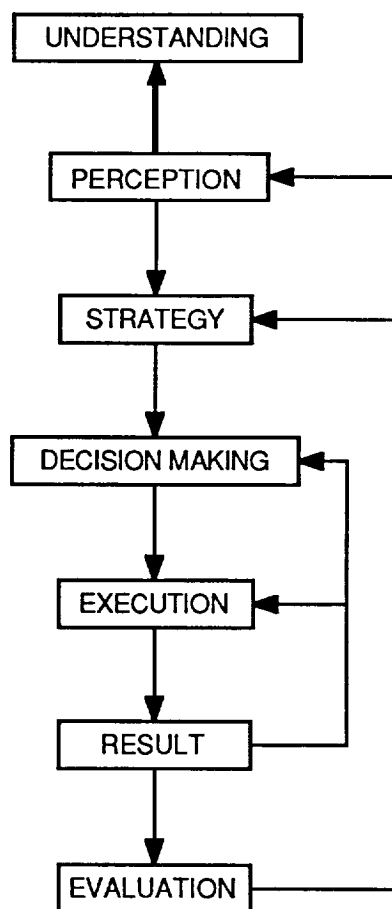 UNDERSTANDING
PERCEPTION
STRATEGY
DECISION MAKING
EXECUTION
RESULT
EVALUATION